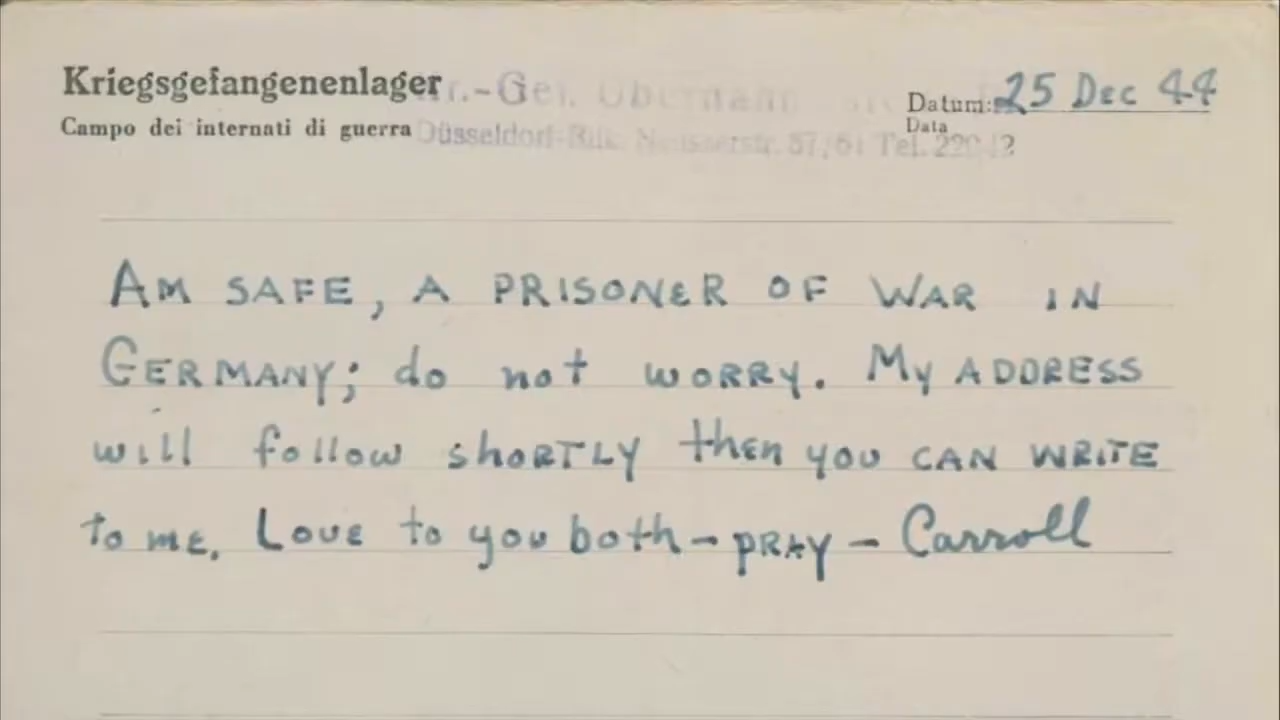 Kriegsgefangenenlager
Campo dei internati di guerra
Datum: 25 Dec 44
Data
Düsseldorf Tel.
AM SAFE, A PRISONER OF WAR IN
GERMANY; do not WORRY. My ADDRESS
will follow shORTLY then you CAN WRITE
to me. Love to you both - PRAY - Carroll